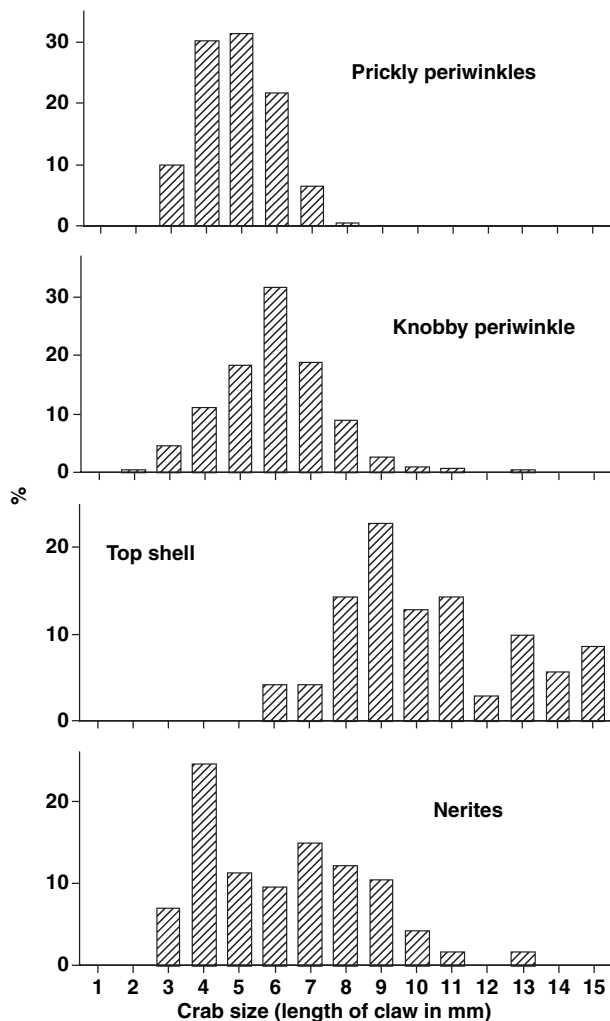 30
20
10
0
Prickly periwinkles
30
20
10
0
Knobby periwinkle
%
20
10
0
Top shell
20
10
0
Nerites
1 2 3 4 5 6 7 8 9 10 11 12 13 14 15
Crab size (length of claw in mm)